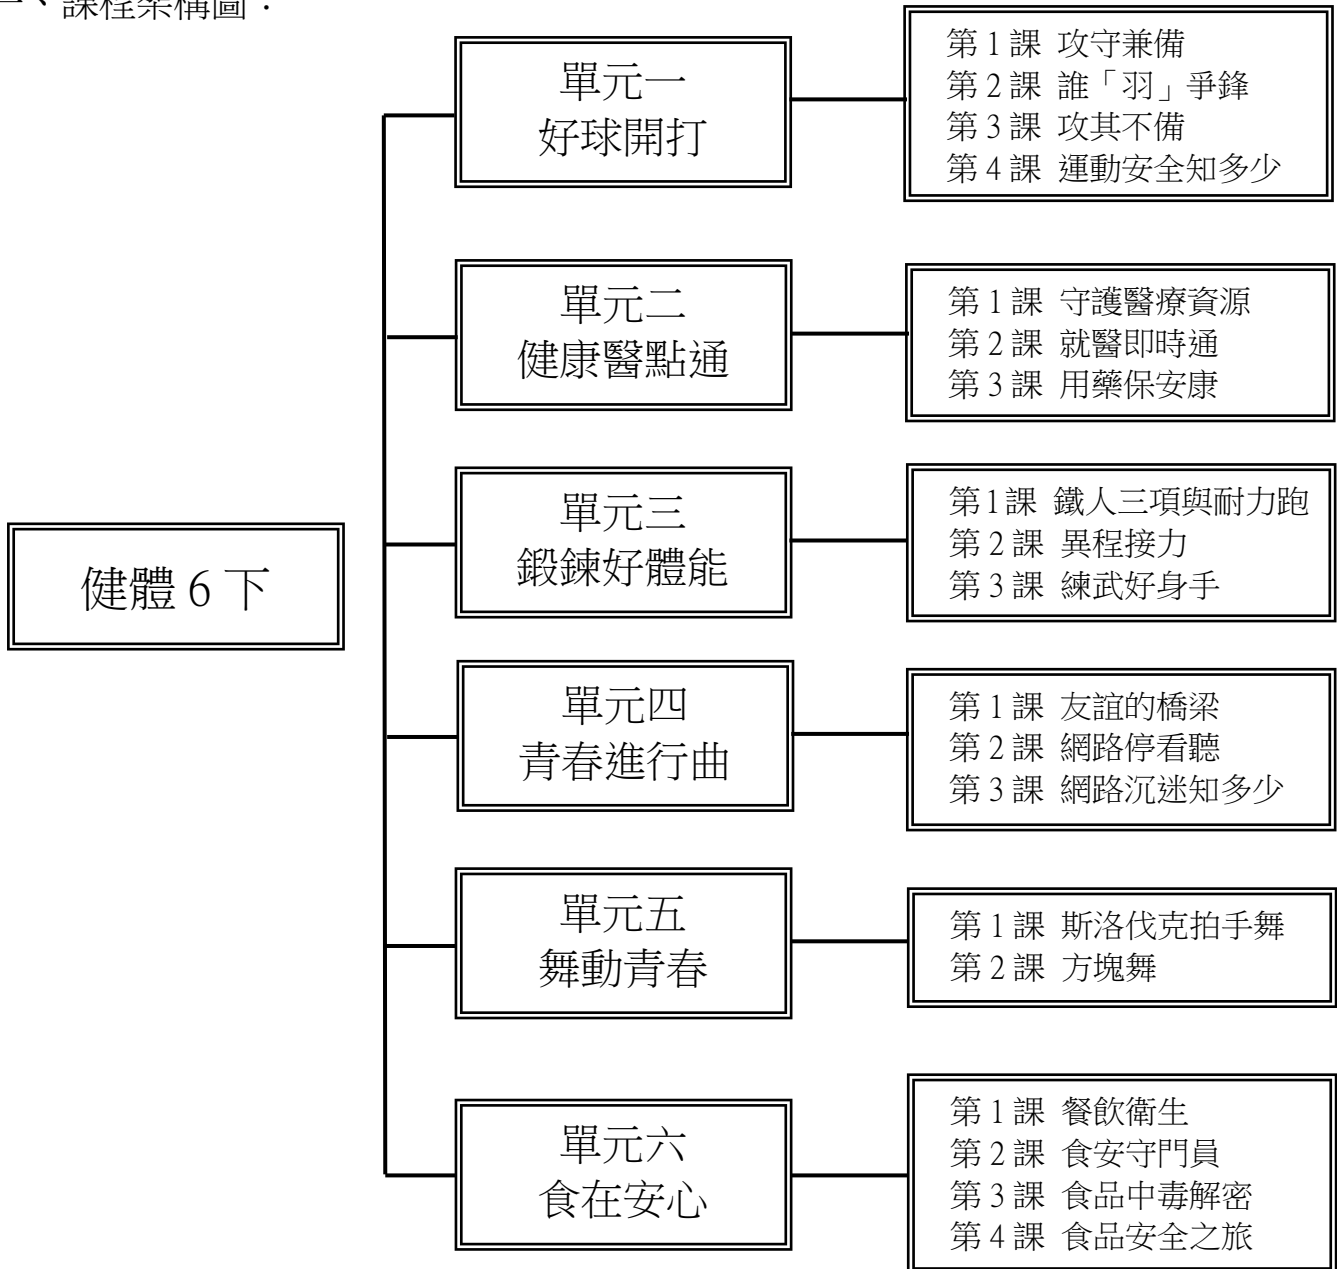 、課程架構圖：
健體 6 下
單元一
好球開打
第 1 課 攻守兼備
第 2 課 誰「羽」爭鋒
第 3 課 攻其不備
第 4 課 運動安全知多少
單元二
健康醫點通
第 1 課 守護醫療資源
第 2 課 就醫即時通
第 3 課 用藥保安康
單元三
鍛鍊好體能
第 1 課 鐵人三項與耐力跑
第 2 課 異程接力
第 3 課 練武好身手
單元四
青春進行曲
第 1 課 友誼的橋梁
第 2 課 網路停看聽
第 3 課 網路沉迷知多少
單元五
舞動青春
第 1 課 斯洛伐克拍手舞
第 2 課 方塊舞
單元六
食在安心
第 1 課 餐飲衛生
第 2 課 食安守門員
第 3 課 食品中毒解密
第 4 課 食品安全之旅